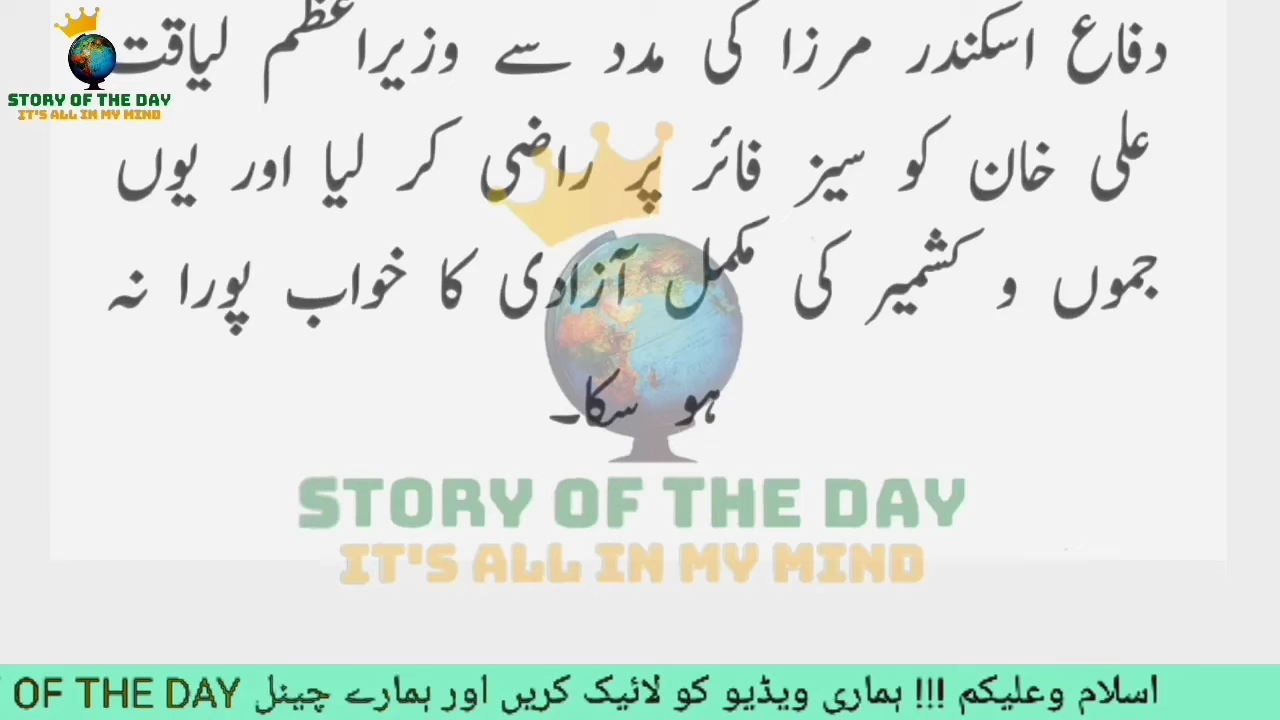 دفاع اسکندر مرزا کی مدد سے وزیراعظم لیاقت
علی خان کو سیز فائر پر راضی کر لیا اور یوں
جموں و کشمیر کی مکمل آزادی کا خواب پورا نہ
ہو سکا۔
STORY OF THE DAY
IT'S ALL IN MY MIND
STORY OF THE DAY
IT'S ALL IN MY MIND
اسلام وعلیکم !!! ہماری ویڈیو کو لائیک کریں اور ہمارے چینل OF THE DAY